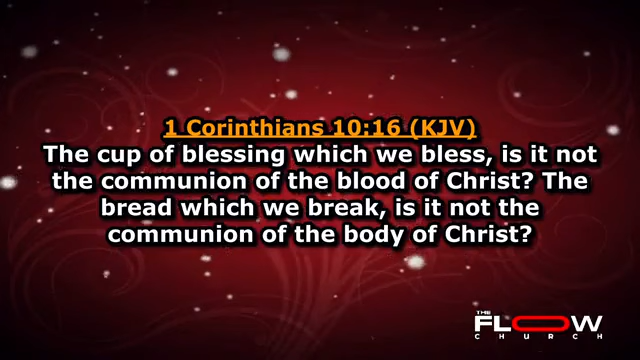 1 Corinthians 10:16 (KJV)
The cup of blessing which we bless, is it not
the communion of the blood of Christ? The
bread which we break, is it not the
communion of the body of Christ?
THE
FLOW
CHURCH